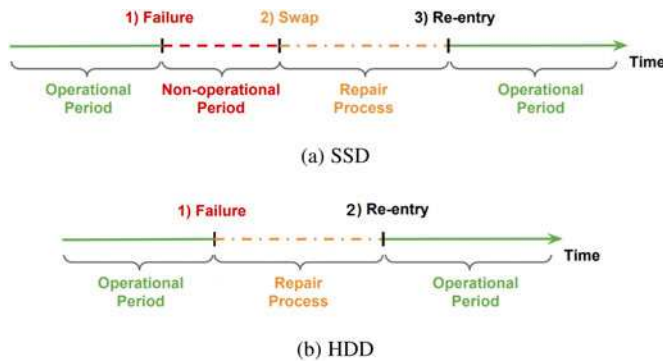 1) Failure 2) Swap 3) Re-entry
Time
Operational Period Non-operational Period Repair Process Operational Period
(a) SSD
1) Failure 2) Re-entry
Time
Operational Period Repair Process Operational Period
(b) HDD